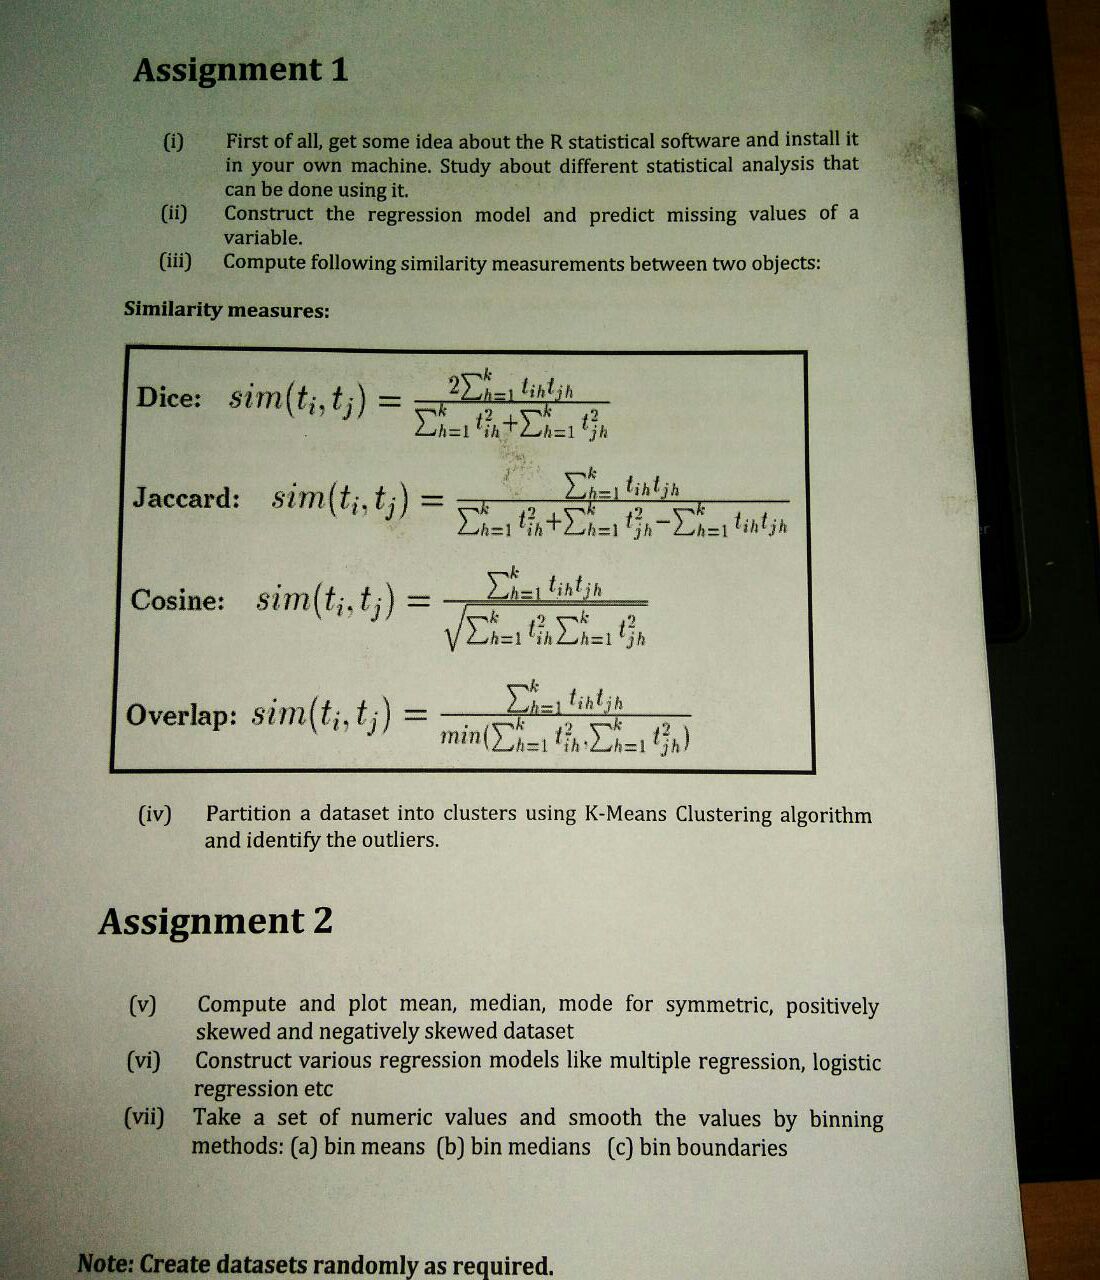 Assignment 1
(i) First of all, get some idea about the R statistical software and install it
in your own machine. Study about different statistical analysis that
can be done using it.
(ii) Construct the regression model and predict missing values of a
variable.
(iii) Compute following similarity measurements between two objects:
Similarity measures:
Dice: $sim(t_i, t_j) = \frac{2\sum_{h=1}^{k} t_{ih}t_{jh}}{\sum_{h=1}^{k} t_{ih}^2 + \sum_{h=1}^{k} t_{jh}^2}$
Jaccard: $sim(t_i, t_j) = \frac{\sum_{h=1}^{k} t_{ih}t_{jh}}{\sum_{h=1}^{k} t_{ih}^2 + \sum_{h=1}^{k} t_{jh}^2 - \sum_{h=1}^{k} t_{ih}t_{jh}}$
Cosine: $sim(t_i, t_j) = \frac{\sum_{h=1}^{k} t_{ih}t_{jh}}{\sqrt{\sum_{h=1}^{k} t_{ih}^2 \sum_{h=1}^{k} t_{jh}^2}}$
Overlap: $sim(t_i, t_j) = \frac{\sum_{h=1}^{k} t_{ih}t_{jh}}{min(\sum_{h=1}^{k} t_{ih}^2, \sum_{h=1}^{k} t_{jh}^2)}$
(iv) Partition a dataset into clusters using K-Means Clustering algorithm
and identify the outliers.
Assignment 2
(v) Compute and plot mean, median, mode for symmetric, positively
skewed and negatively skewed dataset
(vi) Construct various regression models like multiple regression, logistic
regression etc
(vii) Take a set of numeric values and smooth the values by binning
methods: (a) bin means (b) bin medians (c) bin boundaries
Note: Create datasets randomly as required.